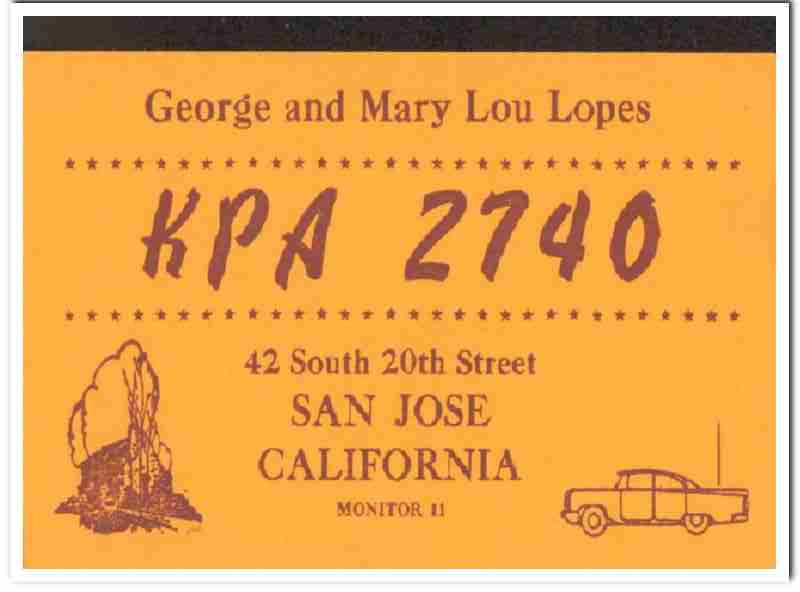 George and Mary Lou Lopes
KPA 2740
42 South 20th Street
SAN JOSE
CALIFORNIA
MONITOR 11